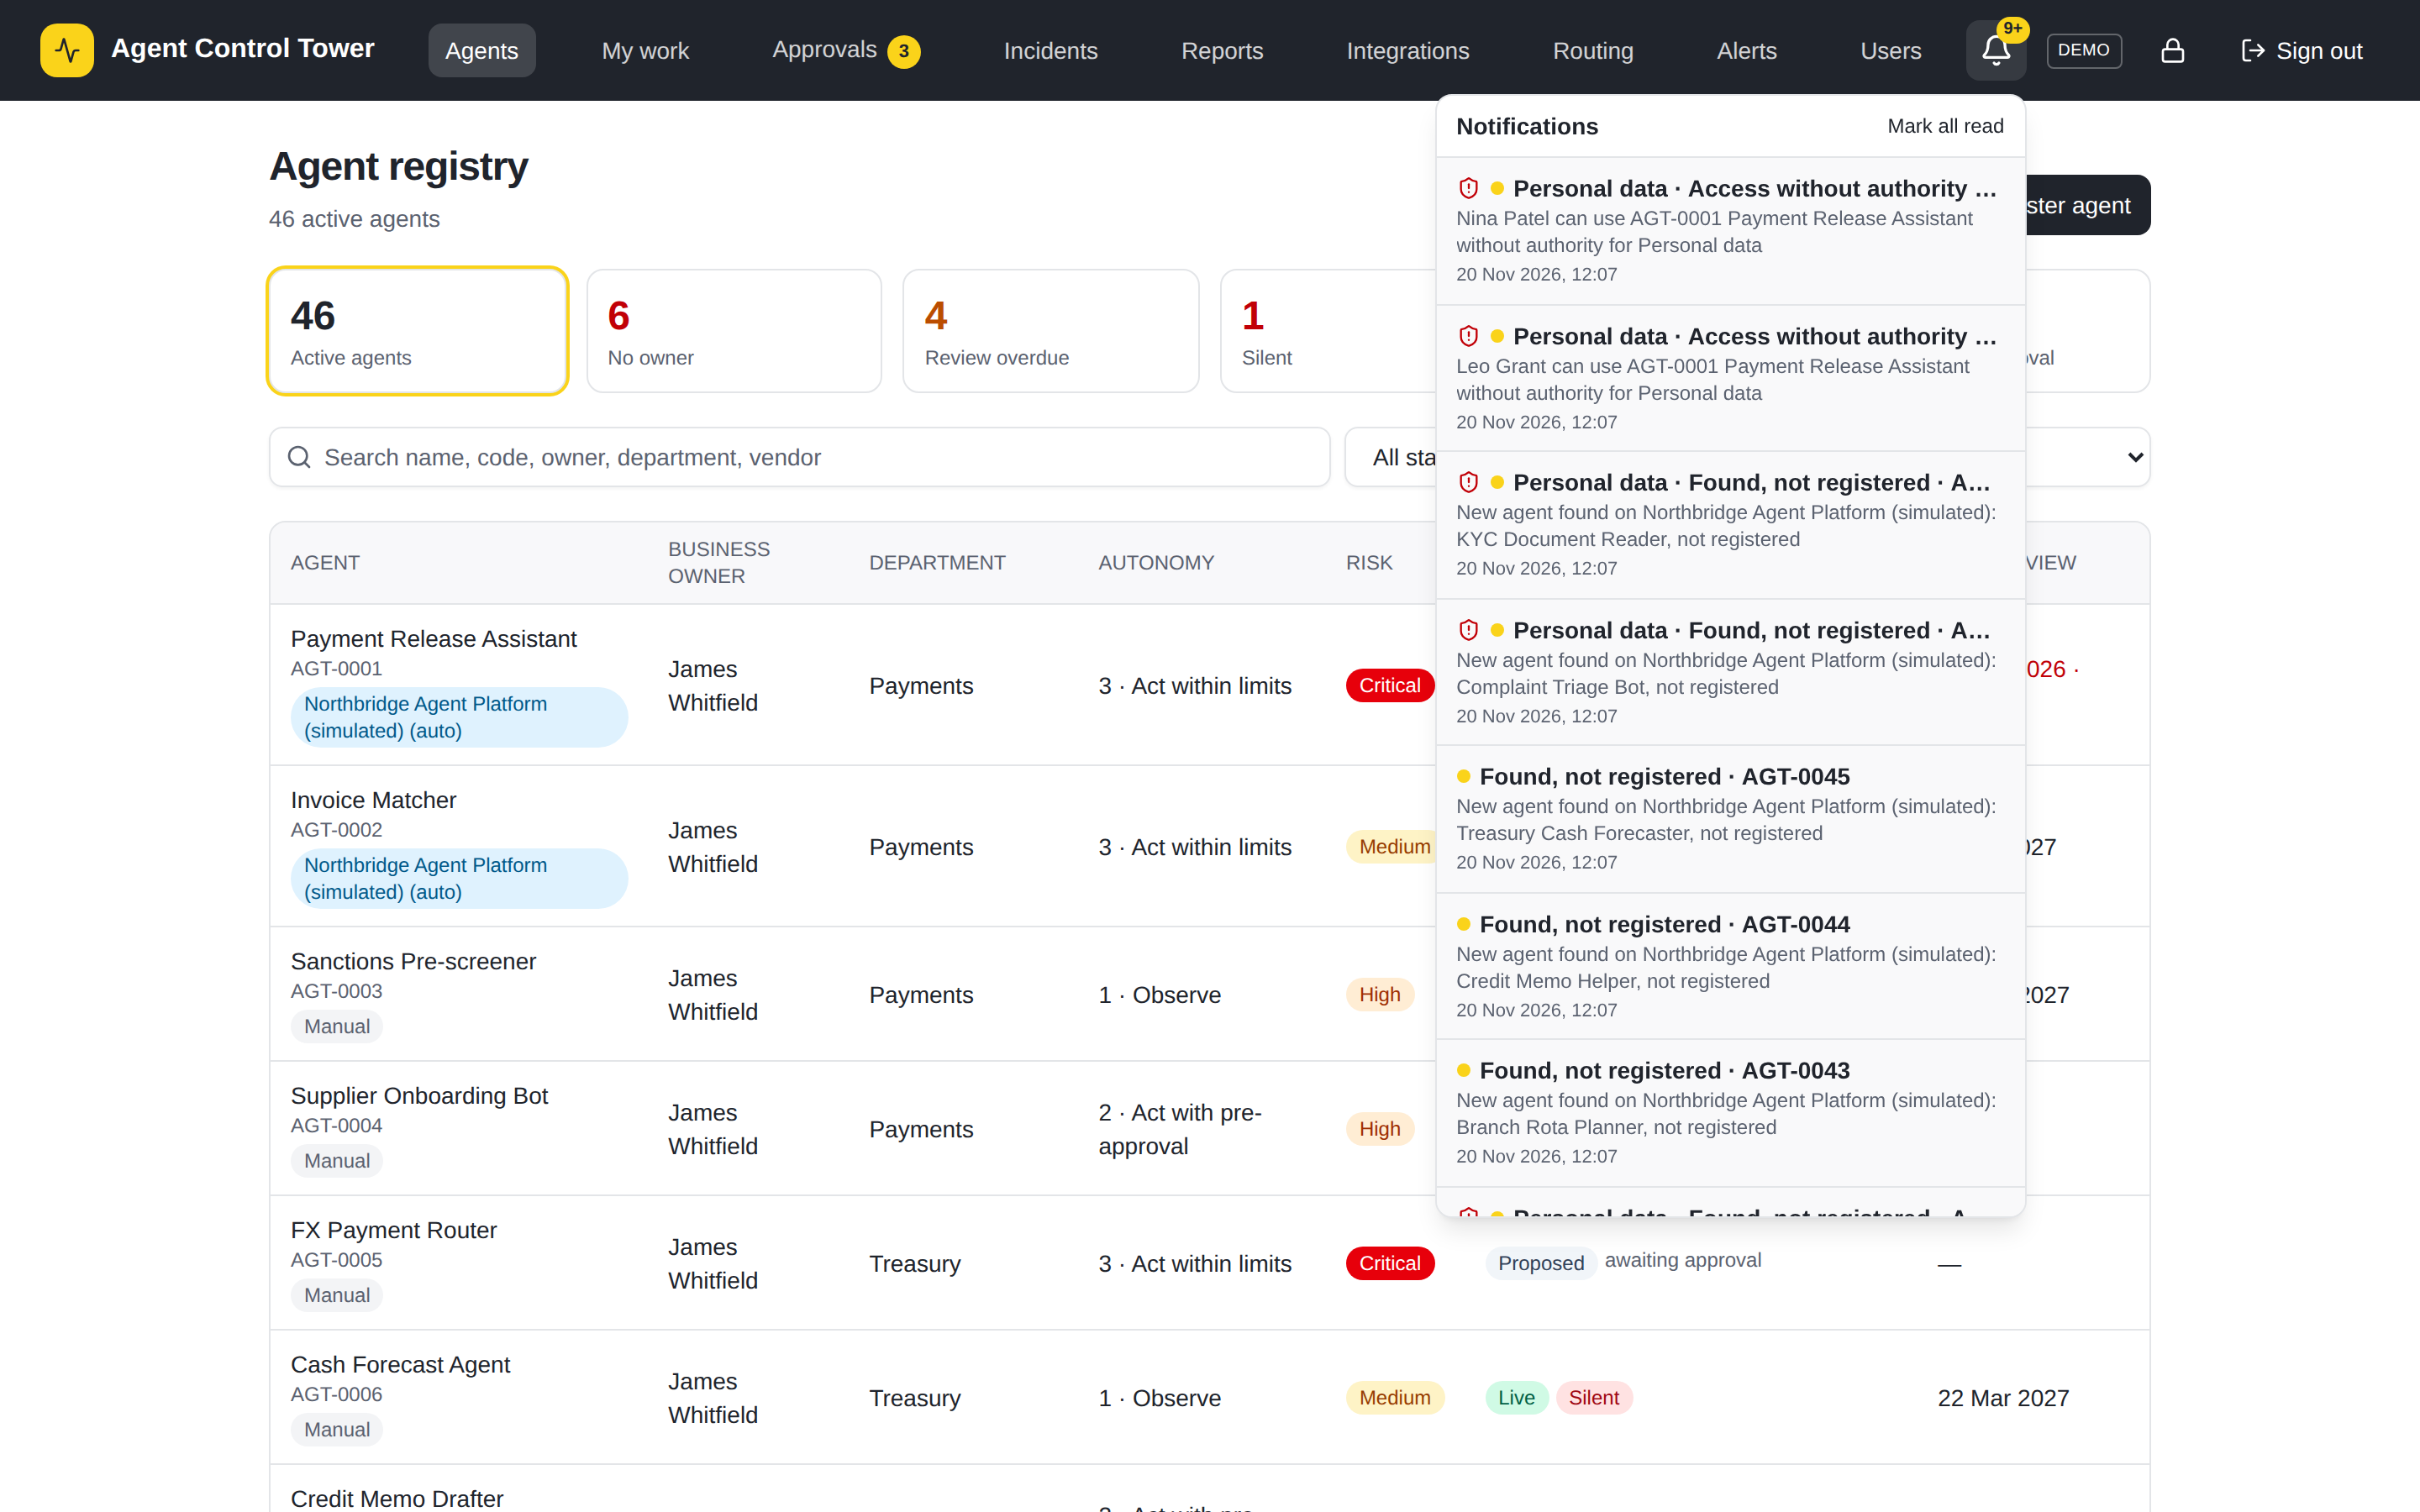 Agent Control Tower
Agents
My work
Approvals 3
Incidents
Reports
Integrations
Routing
Alerts
Users
9+
DEMO
Sign out
Agent registry
46 active agents
ster agent
46
Active agents
6
No owner
4
Review overdue
1
Silent
Search name, code, owner, department, vendor
All sta
Notifications
Mark all read
Personal data · Access without authority …
Nina Patel can use AGT-0001 Payment Release Assistant
without authority for Personal data
20 Nov 2026, 12:07
Personal data · Access without authority …
Leo Grant can use AGT-0001 Payment Release Assistant
without authority for Personal data
20 Nov 2026, 12:07
Personal data · Found, not registered · A…
New agent found on Northbridge Agent Platform (simulated):
KYC Document Reader, not registered
20 Nov 2026, 12:07
Personal data · Found, not registered · A…
New agent found on Northbridge Agent Platform (simulated):
Complaint Triage Bot, not registered
20 Nov 2026, 12:07
Found, not registered · AGT-0045
New agent found on Northbridge Agent Platform (simulated):
Treasury Cash Forecaster, not registered
20 Nov 2026, 12:07
Found, not registered · AGT-0044
New agent found on Northbridge Agent Platform (simulated):
Credit Memo Helper, not registered
20 Nov 2026, 12:07
Found, not registered · AGT-0043
New agent found on Northbridge Agent Platform (simulated):
Branch Rota Planner, not registered
20 Nov 2026, 12:07
Personal data · Found, not registered · A…
AGENT
BUSINESS
OWNER
DEPARTMENT
AUTONOMY
RISK
VIEW
Payment Release Assistant
AGT-0001
Northbridge Agent Platform
(simulated) (auto)
James
Whitfield
Payments
3 · Act within limits
Critical
026 ·
Invoice Matcher
AGT-0002
Northbridge Agent Platform
(simulated) (auto)
James
Whitfield
Payments
3 · Act within limits
Medium
027
Sanctions Pre-screener
AGT-0003
Manual
James
Whitfield
Payments
1 · Observe
High
2027
Supplier Onboarding Bot
AGT-0004
Manual
James
Whitfield
Payments
2 · Act with pre-
approval
High
FX Payment Router
AGT-0005
Manual
James
Whitfield
Treasury
3 · Act within limits
Critical
Proposed
awaiting approval
—
Cash Forecast Agent
AGT-0006
Manual
James
Whitfield
Treasury
1 · Observe
Medium
Live
Silent
22 Mar 2027
Credit Memo Drafter